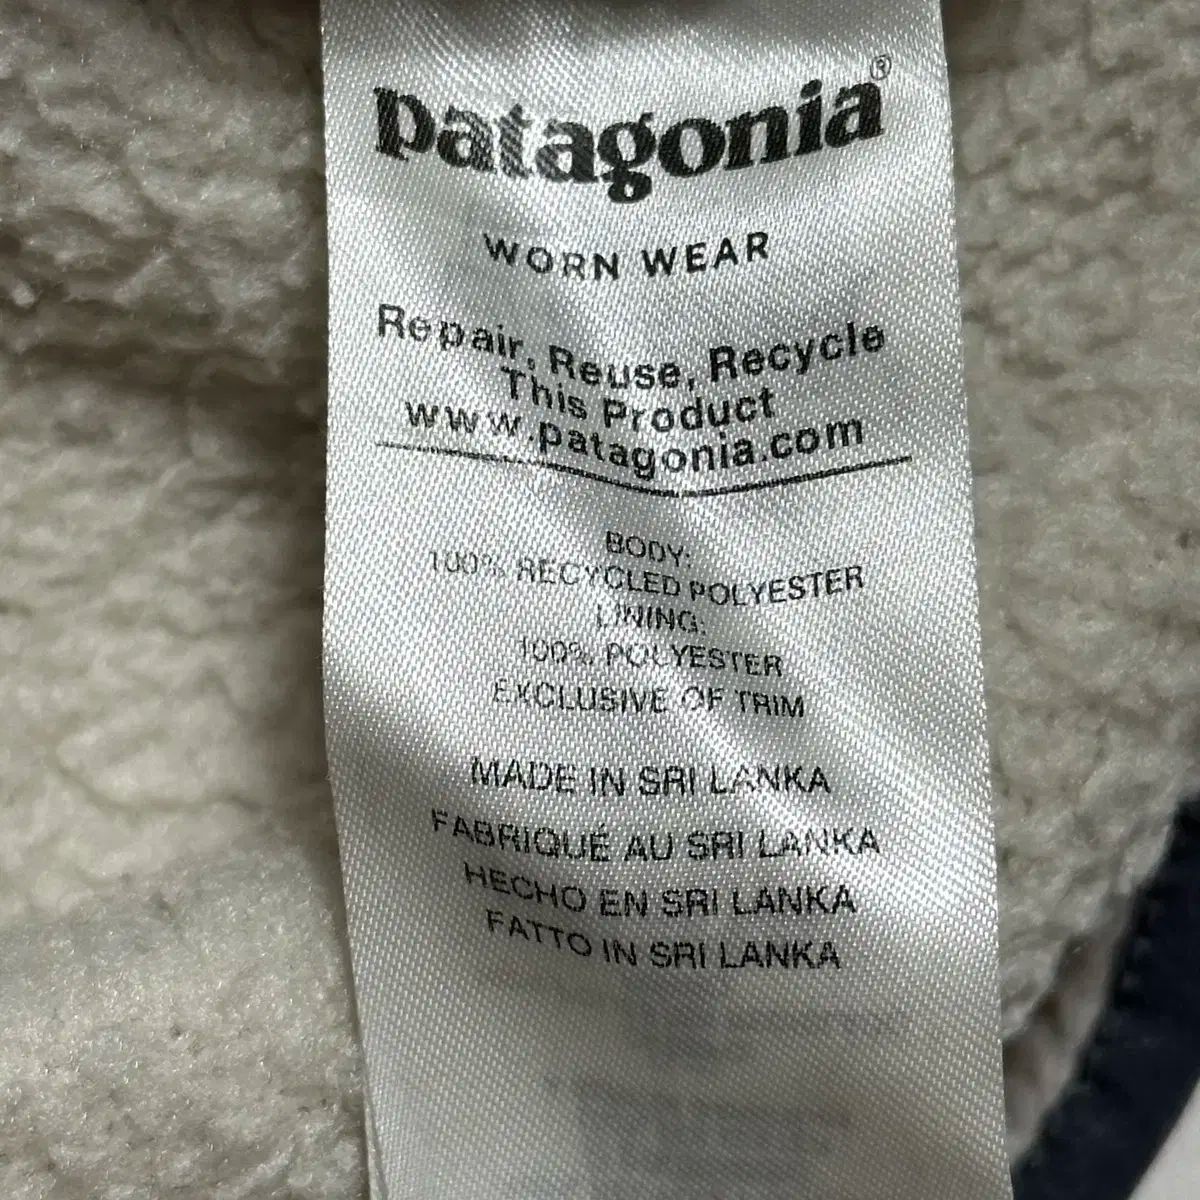 patagonia®
WORN WEAR
Repair, Reuse, Recycle
This Product
www.patagonia.com
BODY:
100% RECYCLED POLYESTER
LINING:
100% POLYESTER
EXCLUSIVE OF TRIM
MADE IN SRI LANKA
FABRIQUÉ AU SRI LANKA
HECHO EN SRI LANKA
FATTO IN SRI LANKA